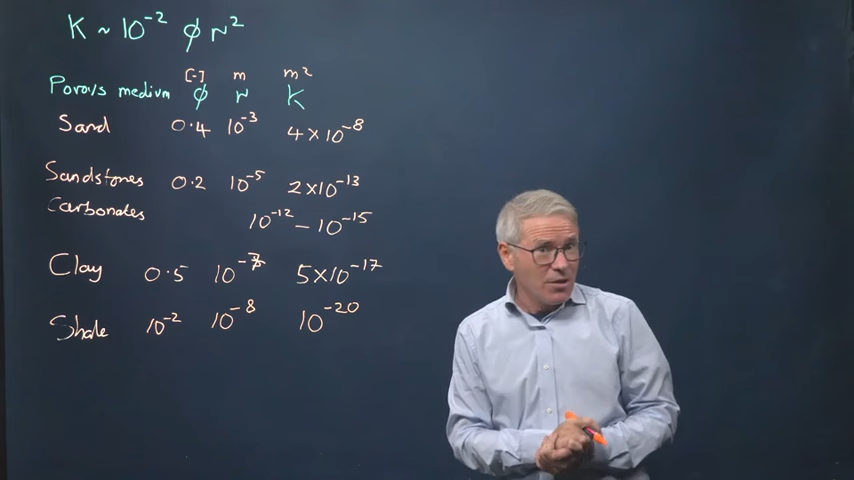 K ~ 10⁻² φ r²
[-] m m²
Porous medium φ r K
Sand 0.4 10⁻³ 4×10⁻⁸
Sandstones 0.2 10⁻⁵ 2×10⁻¹³
Carbonates 10⁻¹² - 10⁻¹⁵
Clay 0.5 10⁻⁷ 5×10⁻¹⁷
Shale 10⁻² 10⁻⁸ 10⁻²⁰